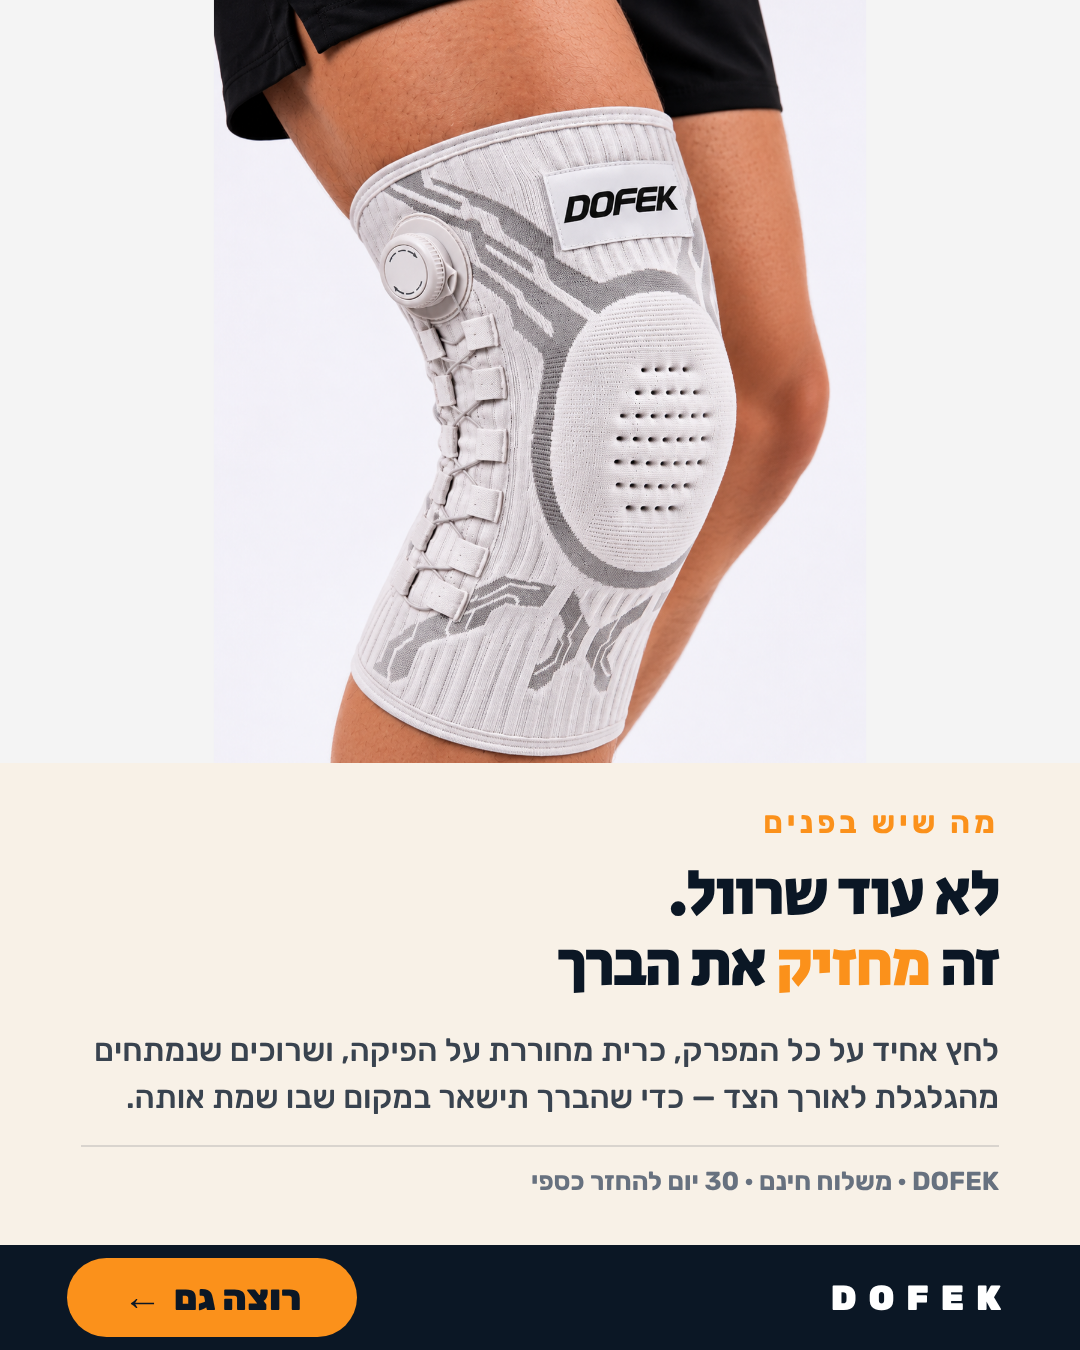 DOFEK
מה שיש בפנים
לא עוד שרוול.
זה מחזיק את הברך
לחץ אחיד על כל המפרק, כרית מחוררת על הפיקה, ושרוכים שנמתחים
מהגלגלת לאורך הצד – כדי שהברך תישאר במקום שבו שמת אותה.
DOFEK • משלוח חינם • 30 יום להחזר כספי
DOFEK
רוצה גם ←